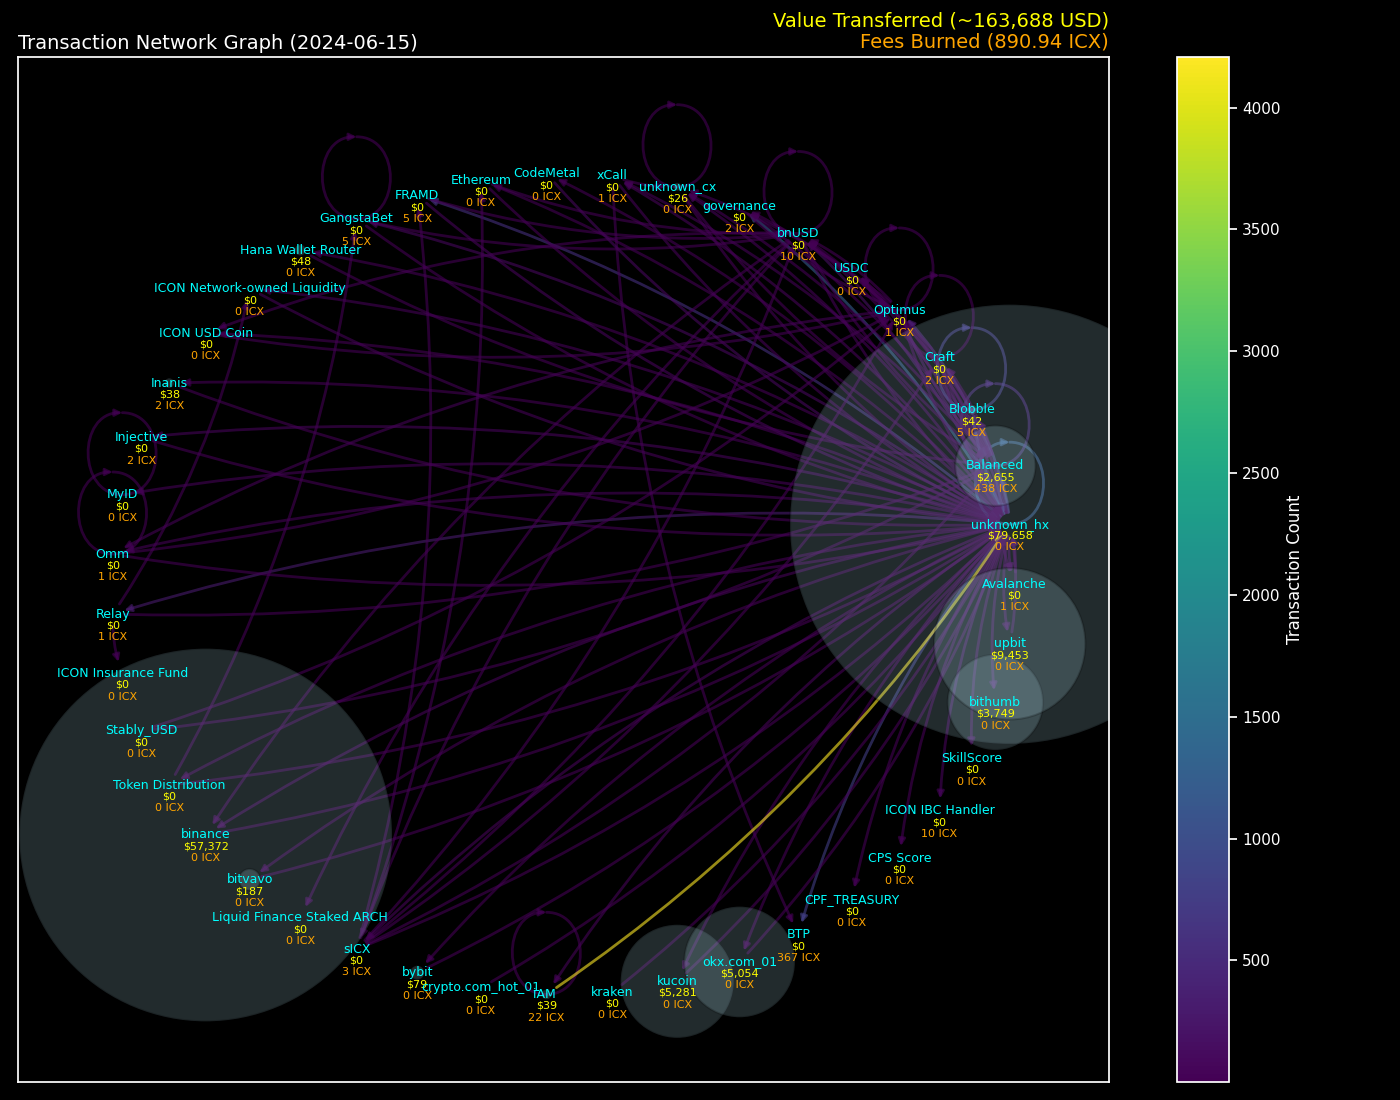 Value Transferred (~163,688 USD)
Transaction Network Graph (2024-06-15)
Fees Burned (890.94 ICX)
CodeMetal
$0
0 ICX
xCall
$0
1 ICX
Ethereum
$0
0 ICX
unknown_cx
$26
0 ICX
FRAMD
$0
5 ICX
governance
$0
2 ICX
GangstaBet
$0
5 ICX
bnUSD
$0
10 ICX
Hana Wallet Router
$48
0 ICX
USDC
$0
0 ICX
ICON Network-owned Liquidity
$0
0 ICX
Optimus
$0
1 ICX
ICON USD Coin
$0
0 ICX
Craft
$0
2 ICX
Inanis
$38
2 ICX
Blobble
$42
5 ICX
Injective
$0
2 ICX
Balanced
$2,655
438 ICX
MyID
$0
0 ICX
unknown_hx
$79,658
0 ICX
Omm
$0
1 ICX
Avalanche
$0
1 ICX
Relay
$0
1 ICX
upbit
$9,453
0 ICX
ICON Insurance Fund
$0
0 ICX
bithumb
$3,749
0 ICX
Stably_USD
$0
0 ICX
SkillScore
$0
0 ICX
Token Distribution
$0
0 ICX
ICON IBC Handler
$0
10 ICX
binance
$57,372
0 ICX
CPS Score
$0
0 ICX
bitvavo
$187
0 ICX
CPF_TREASURY
$0
0 ICX
Liquid Finance Staked ARCH
$0
0 ICX
BTP
$0
367 ICX
sICX
$0
3 ICX
okx.com_01
$5,054
0 ICX
bybit
$79
0 ICX
kucoin
$5,281
0 ICX
crypto.com_hot_01
$0
0 ICX
TAM
$39
22 ICX
kraken
$0
0 ICX
4000
3500
3000
2500
2000
1500
1000
500
Transaction Count